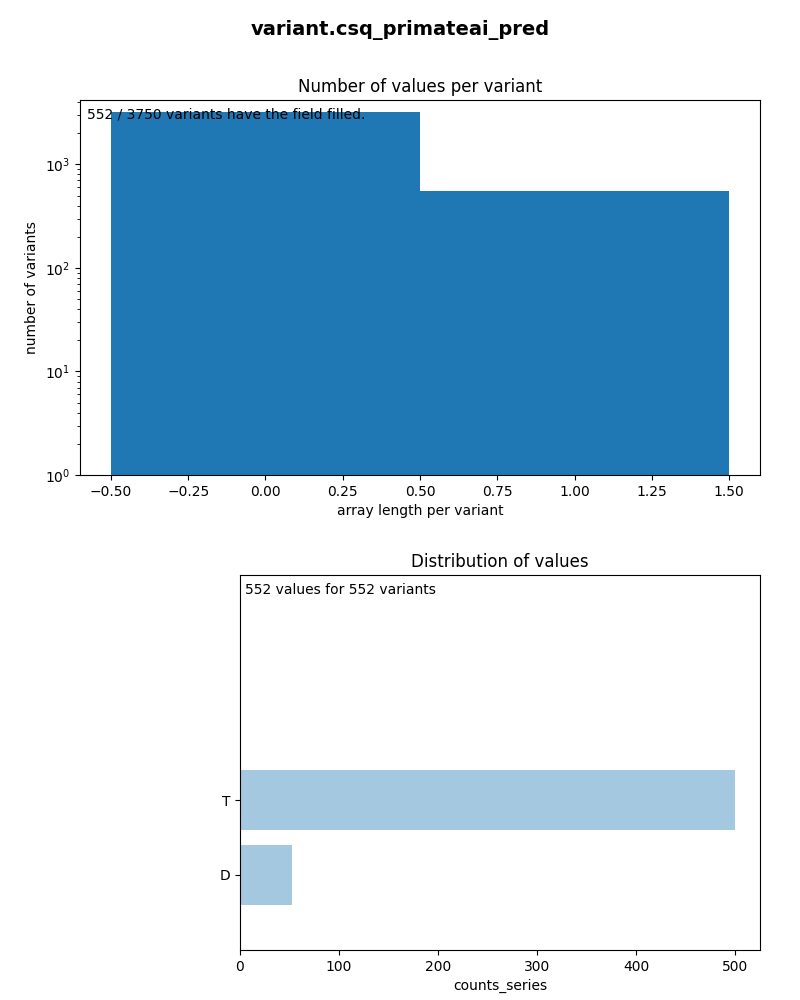 variant.csq_primateai_pred
Number of values per variant
552 / 3750 variants have the field filled.
number of variants
10³
10²
10¹
10⁰
−0.50 −0.25 0.00 0.25 0.50 0.75 1.00 1.25 1.50
array length per variant
Distribution of values
552 values for 552 variants
T
D
0 100 200 300 400 500
counts_series